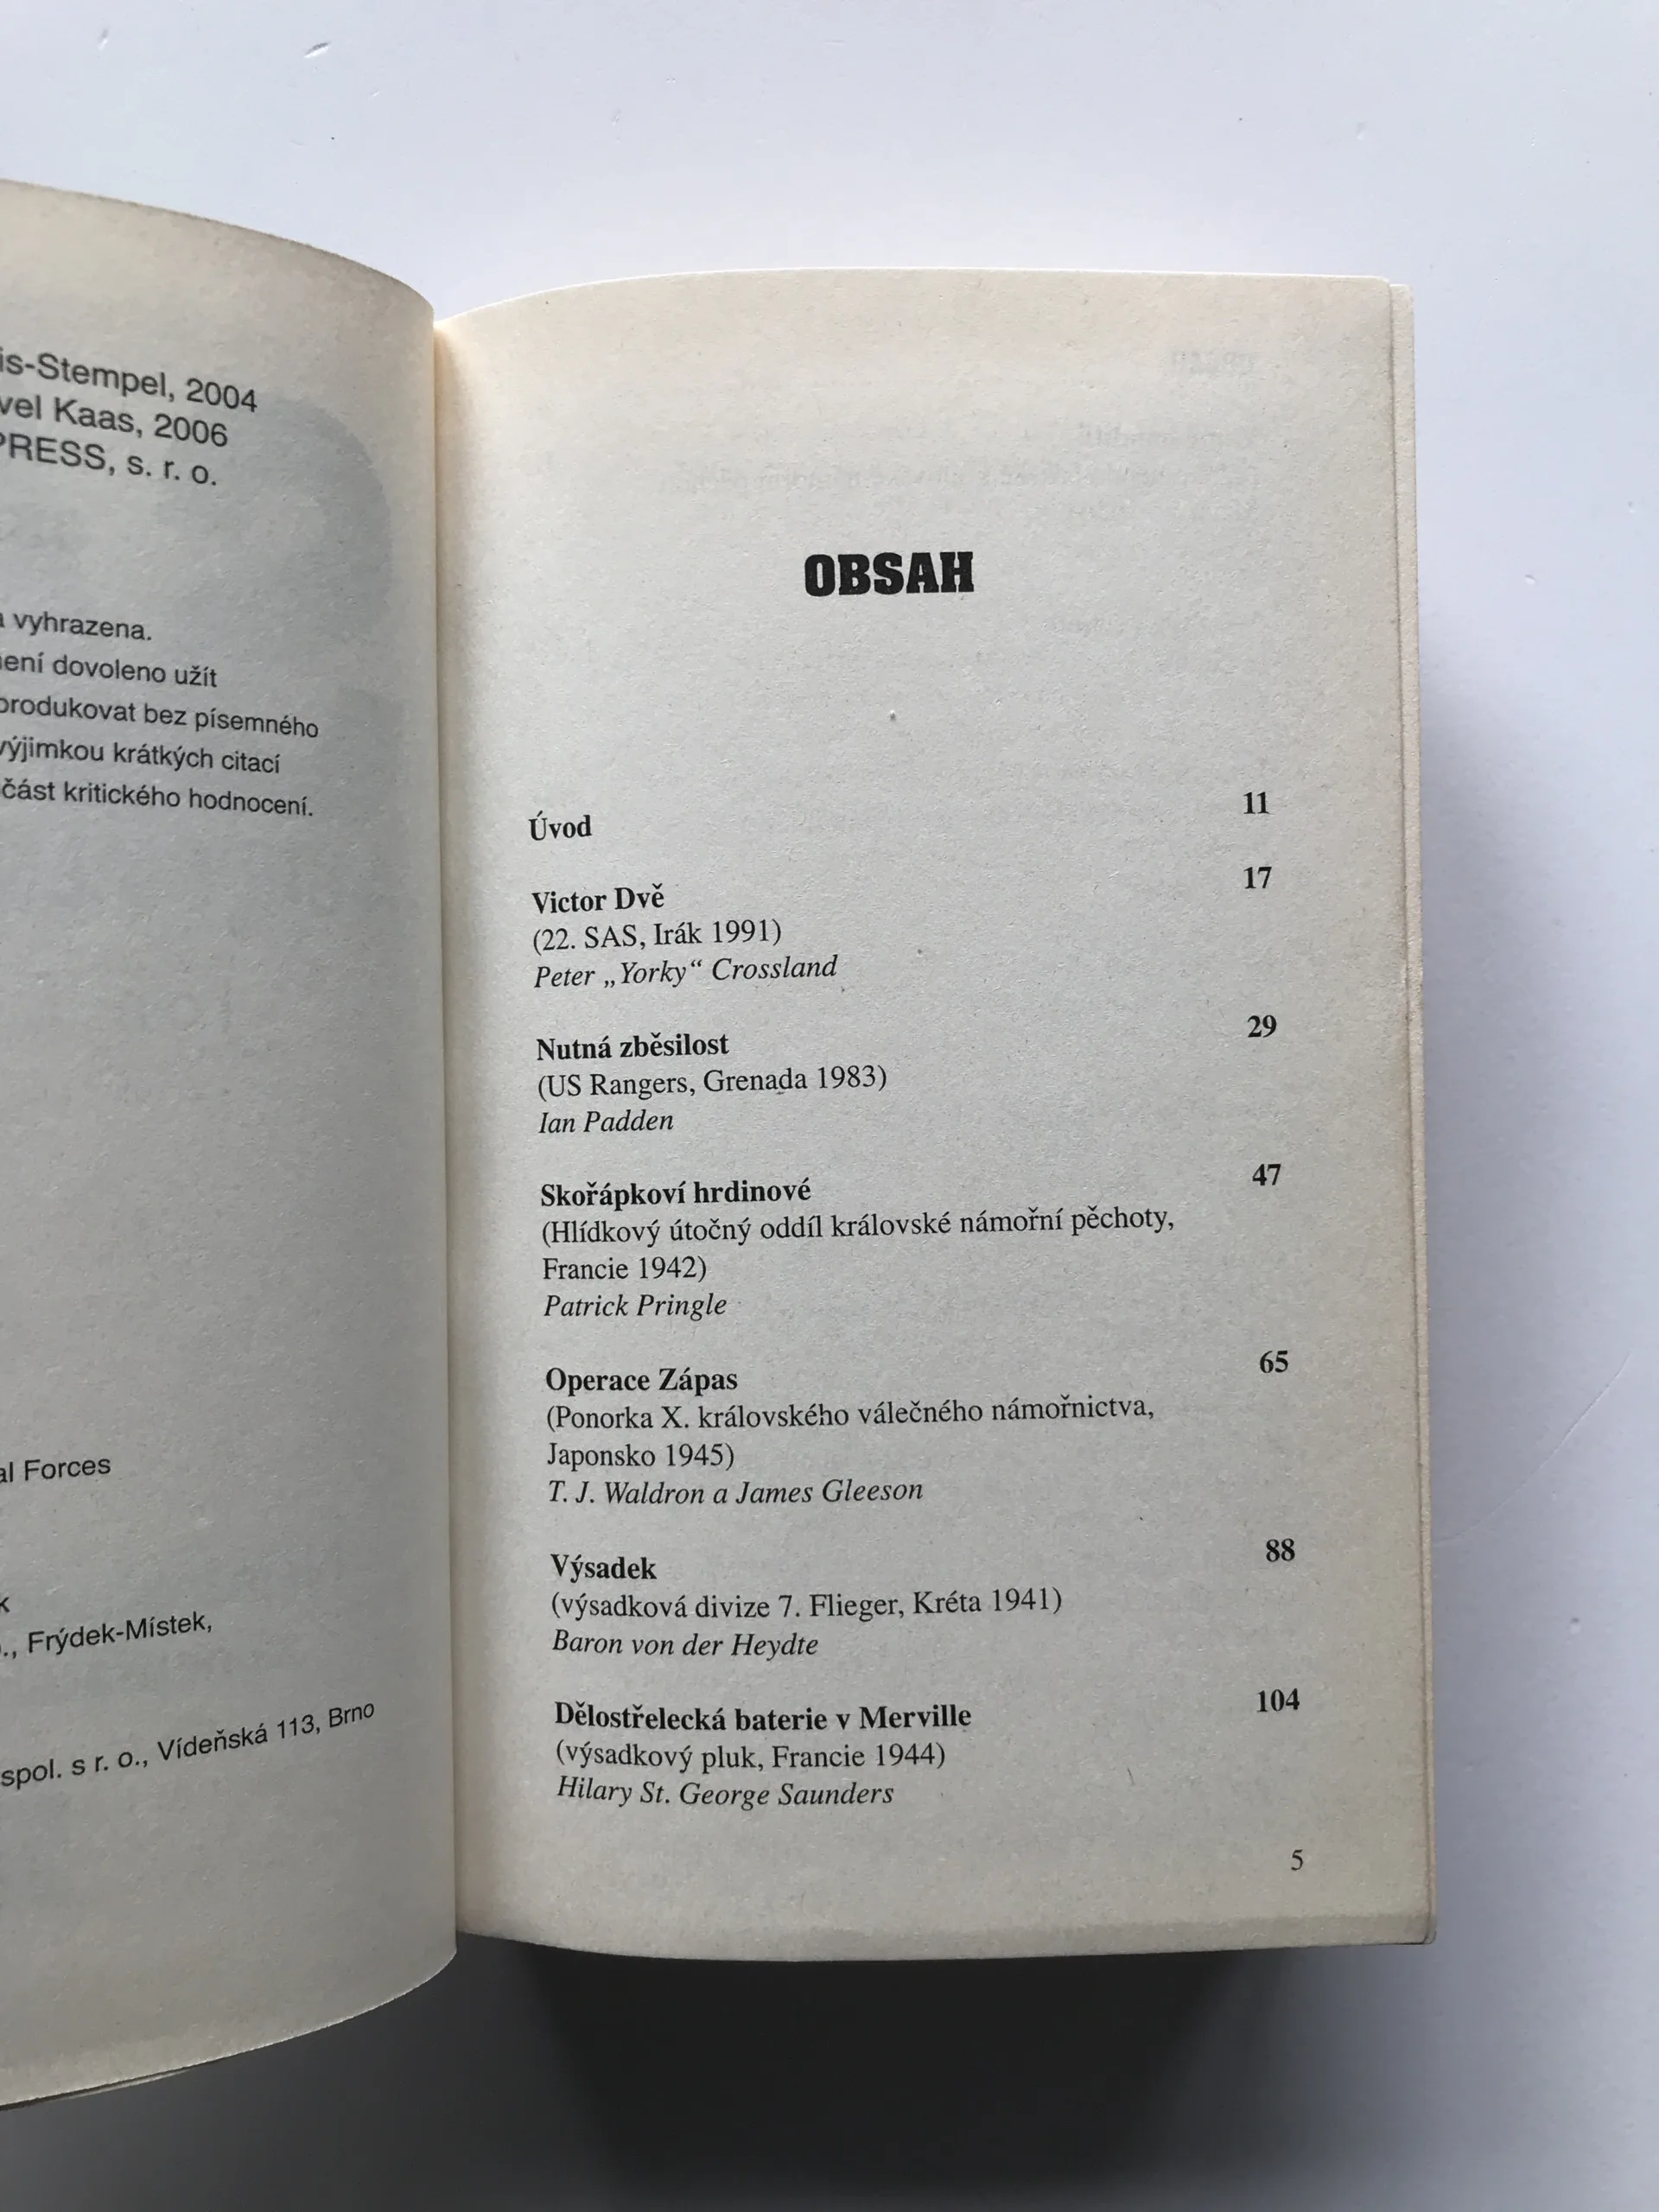 is-Stempel, 2004
vel Kaas, 2006
PRESS, s. r. o.
vyhrazena.
není dovoleno užít
produkovat bez písemného
výjimkou krátkých citací
část kritického hodnocení.
al Forces
k
Frýdek-Místek,
spol. s r. o., Vídeňská 113, Brno
OBSAH
Úvod 11
Victor Dvě 17
(22. SAS, Irák 1991)
Peter „Yorky“ Crossland
Nutná zběsilost 29
(US Rangers, Grenada 1983)
Ian Padden
Skořápkoví hrdinové 47
(Hlídkový útočný oddíl královské námořní pěchoty,
Francie 1942)
Patrick Pringle
Operace Zápas 65
(Ponorka X. královského válečného námořnictva,
Japonsko 1945)
T. J. Waldron a James Gleeson
Výsadek 88
(výsadková divize 7. Flieger, Kréta 1941)
Baron von der Heydte
Dělostřelecká baterie v Merville 104
(výsadkový pluk, Francie 1944)
Hilary St. George Saunders
5